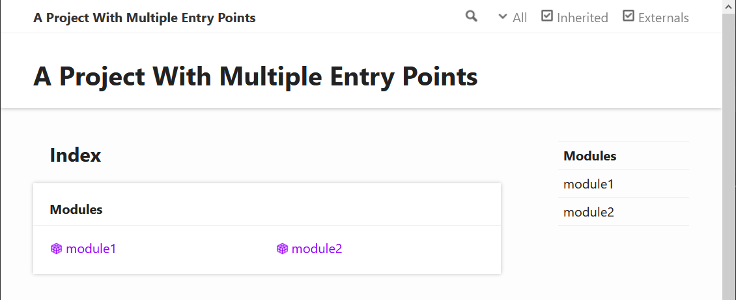 A Project With Multiple Entry Points
All
Inherited
Externals
A Project With Multiple Entry Points
Index
Modules
module1
module2
Modules
module1
module2